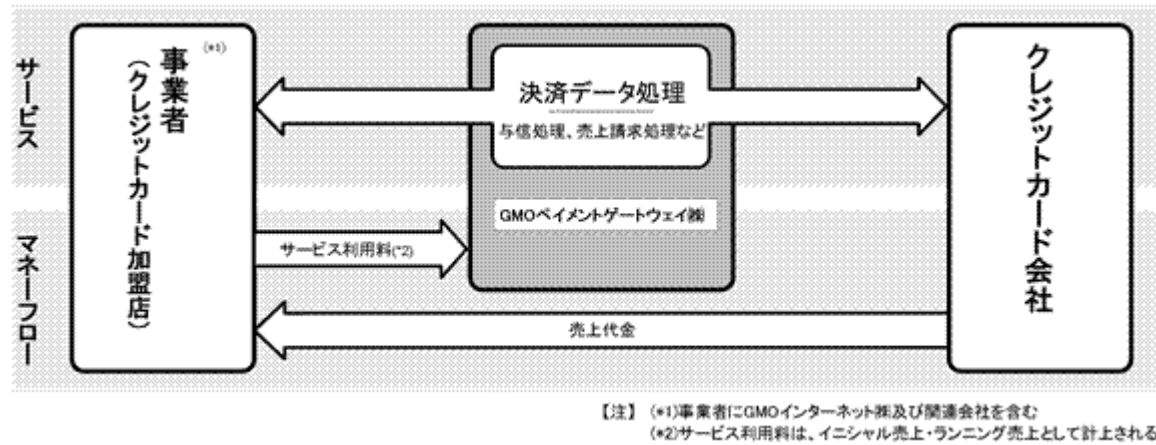 サービス
マネーフロー
事業者(*1)
（クレジットカード加盟店）
決済データ処理
与信処理、売上請求処理など
GMOペイメントゲートウェイ㈱
サービス利用料(*2)
売上代金
クレジットカード会社
【注】 (*1)事業者にGMOインターネット㈱及び関連会社を含む
(*2)サービス利用料は、イニシャル売上・ランニング売上として計上される